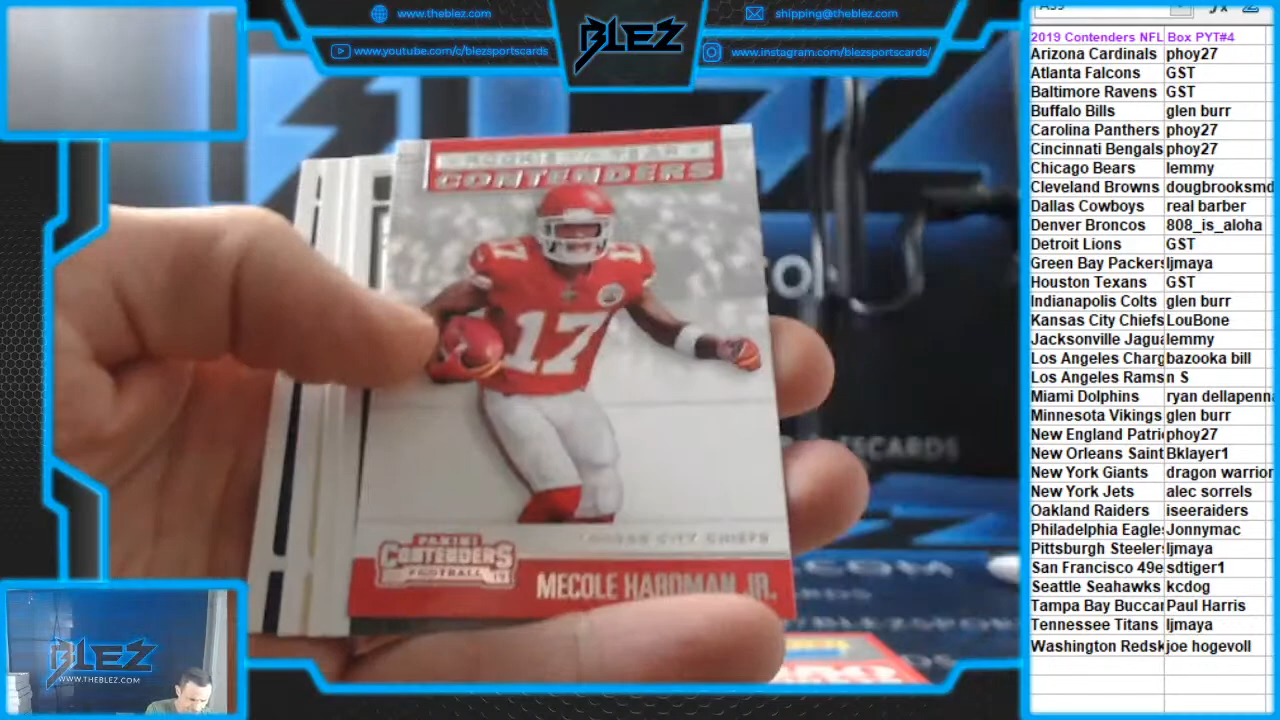 www.theblez.com
shipping@theblez.com
www.youtube.com/c/blezsportscards
BLEZ
www.instagram.com/blezsportscards/
2019 Contenders NFL Box PYT#4
Arizona Cardinals phoy27
Atlanta Falcons GST
Baltimore Ravens GST
Buffalo Bills glen burr
Carolina Panthers phoy27
Cincinnati Bengals phoy27
Chicago Bears lemmy
Cleveland Browns dougbrooksmd
Dallas Cowboys real barber
Denver Broncos 808_is_aloha
Detroit Lions GST
Green Bay Packers ljmaya
Houston Texans GST
Indianapolis Colts glen burr
Kansas City Chiefs LouBone
Jacksonville Jagua lemmy
Los Angeles Charg bazooka bill
Los Angeles Rams n S
Miami Dolphins ryan dellapenna
Minnesota Vikings glen burr
New England Patri phoy27
New Orleans Saint Bklayer1
New York Giants dragon warrior
New York Jets alec sorrels
Oakland Raiders iseeraiders
Philadelphia Eagle Jonnymac
Pittsburgh Steeler ljmaya
San Francisco 49e sdtiger1
Seattle Seahawks kcdog
Tampa Bay Buccan Paul Harris
Tennessee Titans ljmaya
Washington Redsk joe hogevoll
ROOKIE OF THE YEAR
CONTENDERS
17
17
17
KANSAS CITY CHIEFS
PANINI
CONTENDERS
FOOTBALL
MECOLE HARDMAN JR.
BLEZ
WWW.THEBLEZ.COM